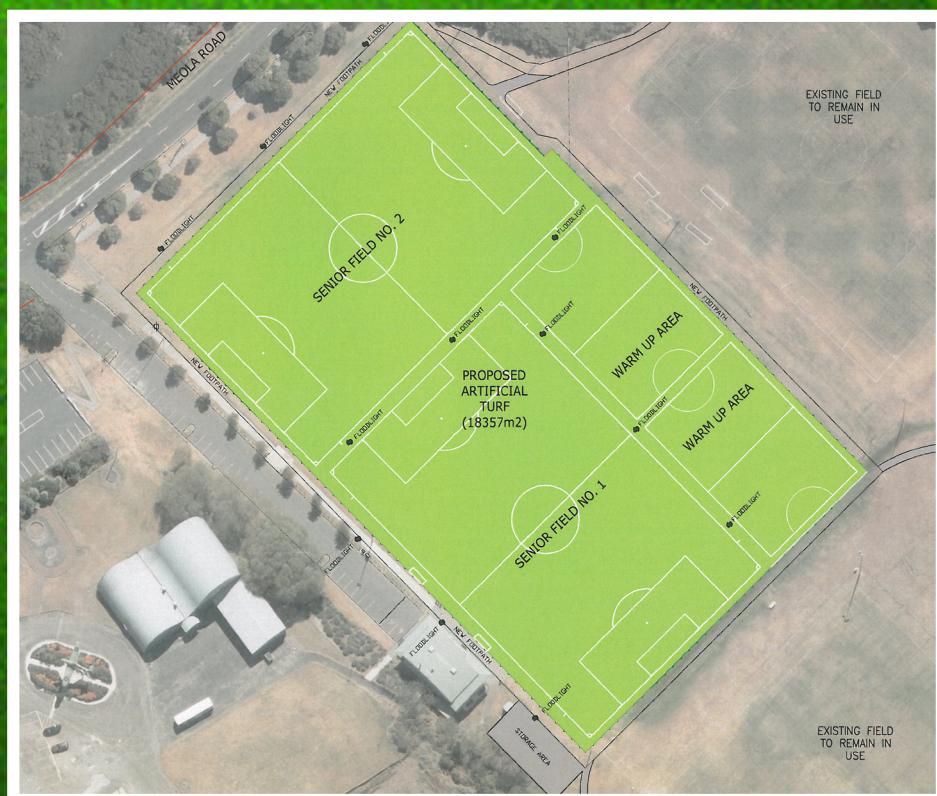 FLOODL
MEOLA ROAD
NEW FOOTPATH
EXISTING FIELD
TO REMAIN IN
USE
FLOODLIGHT
FLOODLIGHT
SENIOR FIELD NO. 2
FLOODLIGHT
NEW FOOTPATH
FLOODLIGHT
FLOODLIGHT
WARM UP AREA
NEW FOOTPATH
PROPOSED
ARTIFICIAL
TURF
(18357m2)
WARM UP AREA
FLOODLIGHT
FLOODLIGHT
SENIOR FIELD NO. 1
FLOODLIGHT
FLOODLIGHT
FLOODLIGHT
NEW FOOTPATH
FLOODLIGHT
STORAGE AREA
EXISTING FIELD
TO REMAIN IN
USE